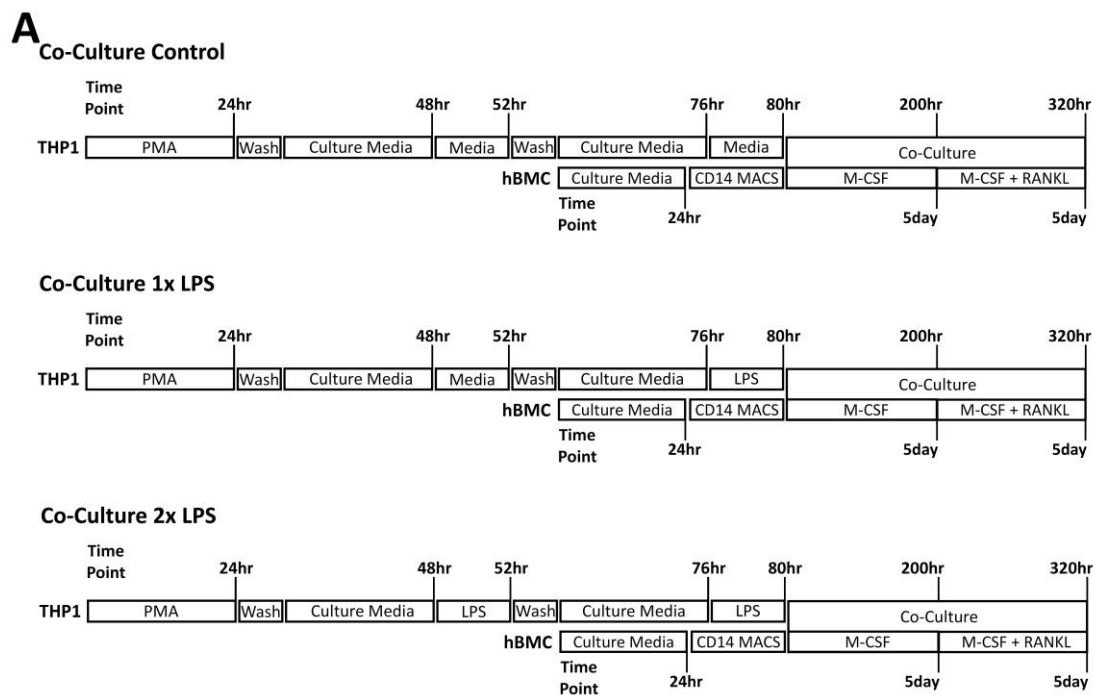 A
Co-Culture Control
Time
Point
24hr 48hr 52hr 76hr 80hr 200hr 320hr
THP1 PMA Wash Culture Media Media Wash Culture Media Media Co-Culture
hBMC Culture Media CD14 MACS M-CSF M-CSF + RANKL
Time
Point
24hr 5day 5day
Co-Culture 1x LPS
Time
Point
24hr 48hr 52hr 76hr 80hr 200hr 320hr
THP1 PMA Wash Culture Media Media Wash Culture Media LPS Co-Culture
hBMC Culture Media CD14 MACS M-CSF M-CSF + RANKL
Time
Point
24hr 5day 5day
Co-Culture 2x LPS
Time
Point
24hr 48hr 52hr 76hr 80hr 200hr 320hr
THP1 PMA Wash Culture Media LPS Wash Culture Media LPS Co-Culture
hBMC Culture Media CD14 MACS M-CSF M-CSF + RANKL
Time
Point
24hr 5day 5day